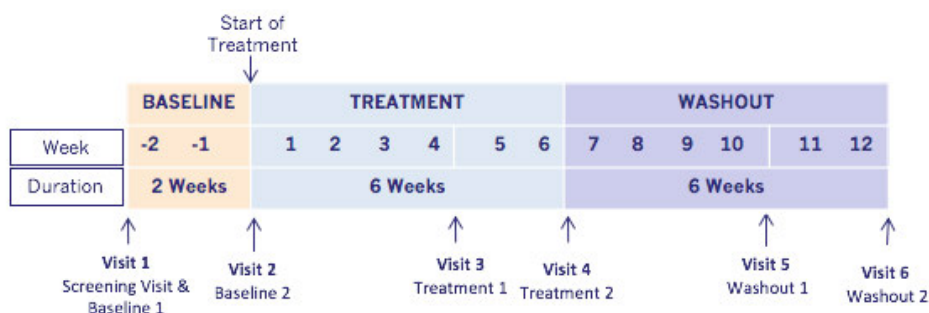 Start of
Treatment
BASELINE TREATMENT WASHOUT
Week -2 -1 1 2 3 4 5 6 7 8 9 10 11 12
Duration 2 Weeks 6 Weeks 6 Weeks
Visit 1
Screening Visit &
Baseline 1
Visit 2
Baseline 2
Visit 3
Treatment 1
Visit 4
Treatment 2
Visit 5
Washout 1
Visit 6
Washout 2